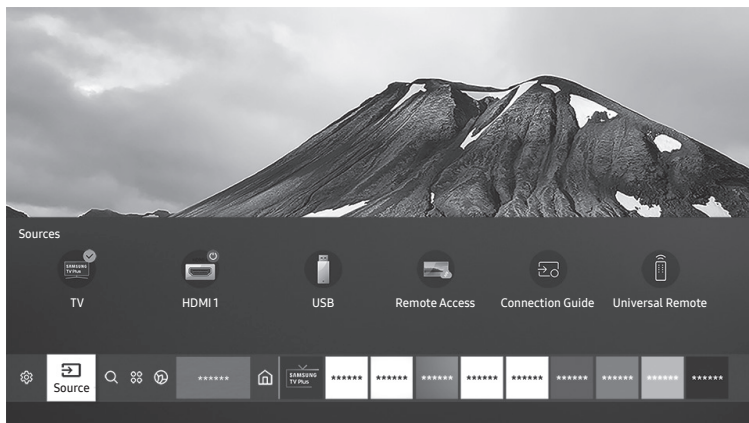 Sources
SAMSUNG
TV Plus
TV
HDMI 1
USB
Remote Access
Connection Guide
Universal Remote
Source
******
SAMSUNG
TV Plus
******
******
******
******
******
******
******
******
******